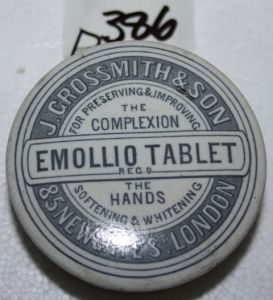 386
J. GROSSMITH & SON
FOR PRESERVING & IMPROVING
THE
COMPLEXION
EMOLLIO TABLET
REGD
THE
HANDS
SOFTENING & WHITENING
85 NEWGATE S. LONDON